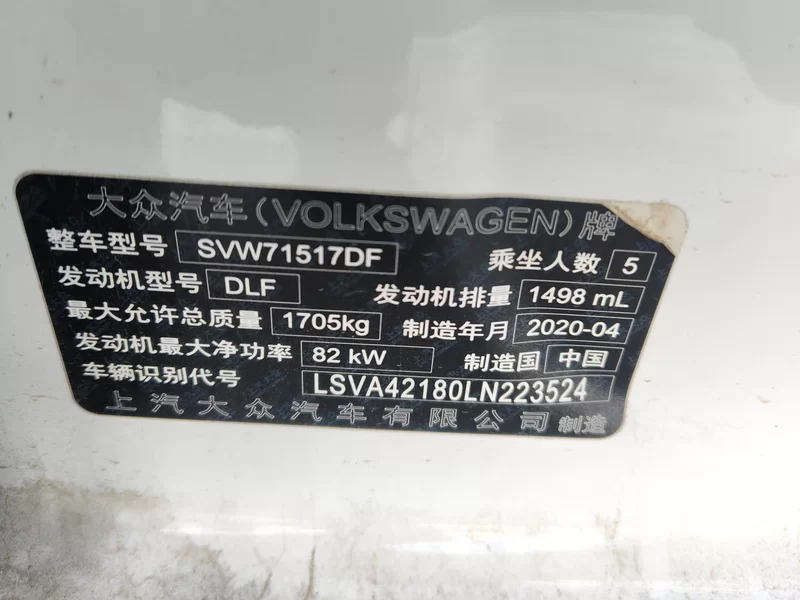 大众汽车(VOLKSWAGEN)牌
整车型号 SVW71517DF 乘坐人数 5
发动机型号 DLF 发动机排量 1498 mL
最大允许总质量 1705kg 制造年月 2020-04
发动机最大净功率 82 kW 制造国 中国
车辆识别代号 LSVA42180LN223524
上汽大众汽车有限公司 制造